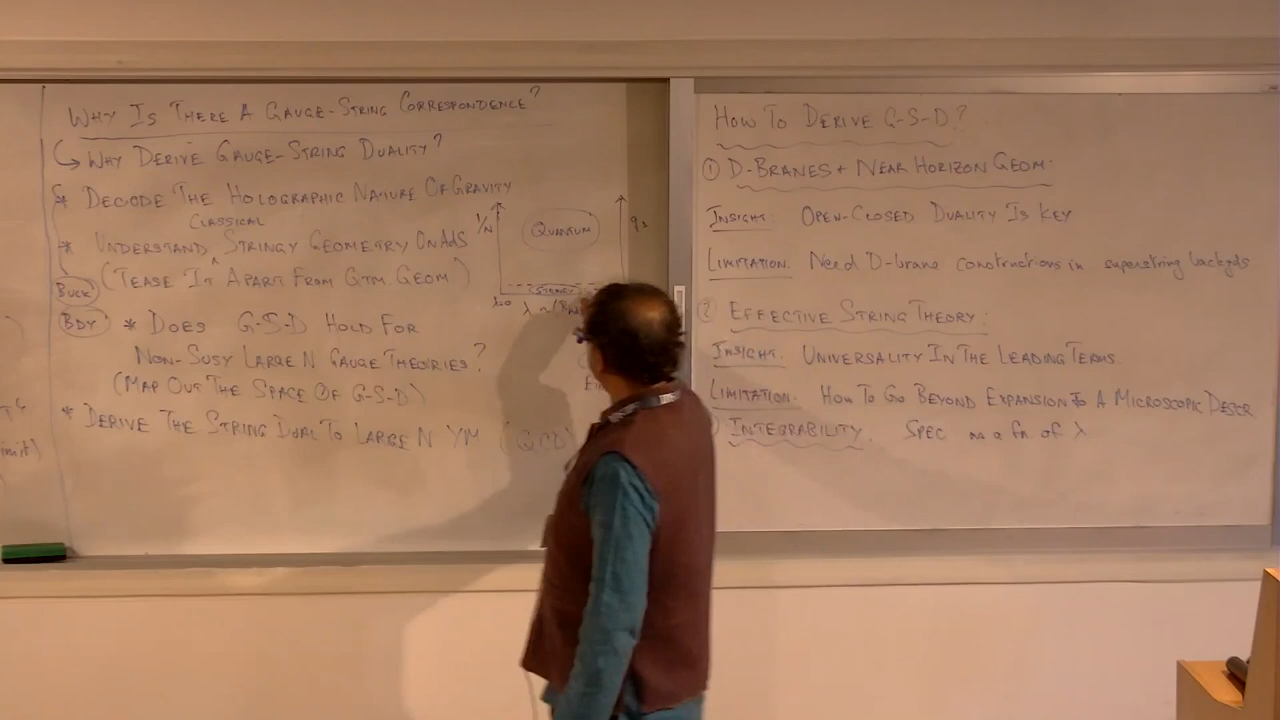 WHY IS THERE A GAUGE-STRING CORRESPONDENCE?
↳ WHY DERIVE GAUGE-STRING DUALITY?
* DECODE THE HOLOGRAPHIC NATURE OF GRAVITY
CLASSICAL
* UNDERSTAND ^ STRINGY GEOMETRY ON AdS
(TEASE IT APART FROM QTM. GEOM)
BULK
BDY * DOES G-S-D HOLD FOR
NON-SUSY LARGE N GAUGE THEORIES?
(MAP OUT THE SPACE OF G-S-D)
* DERIVE THE STRING DUAL TO LARGE N YM (QCD)
1/N QUANTUM gs
STRINGY
λ=0 λ ~
imit)
HOW TO DERIVE G-S-D?
① D-BRANES + NEAR HORIZON GEOM:
INSIGHT: OPEN-CLOSED DUALITY IS KEY
LIMITATION: Need D-brane constructions in superstring backgds
② EFFECTIVE STRING THEORY:
INSIGHT: UNIVERSALITY IN THE LEADING TERMS.
LIMITATION: HOW TO GO BEYOND EXPANSION TO A MICROSCOPIC DESCR
INTEGRABILITY. SPEC as a fn of λ